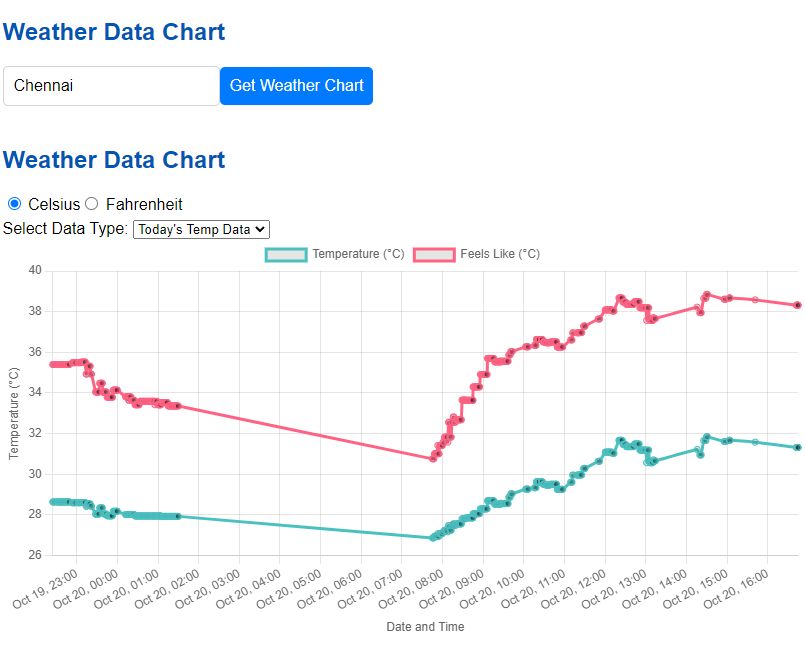 Weather Data Chart
Chennai Get Weather Chart
Weather Data Chart
Celsius Fahrenheit
Select Data Type: Today's Temp Data
Temperature (°C) Feels Like (°C)
40
38
36
34
32
30
28
26
Temperature (°C)
Oct 19, 23:00 Oct 20, 00:00 Oct 20, 01:00 Oct 20, 02:00 Oct 20, 03:00 Oct 20, 04:00 Oct 20, 05:00 Oct 20, 06:00 Oct 20, 07:00 Oct 20, 08:00 Oct 20, 09:00 Oct 20, 10:00 Oct 20, 11:00 Oct 20, 12:00 Oct 20, 13:00 Oct 20, 14:00 Oct 20, 15:00 Oct 20, 16:00
Date and Time